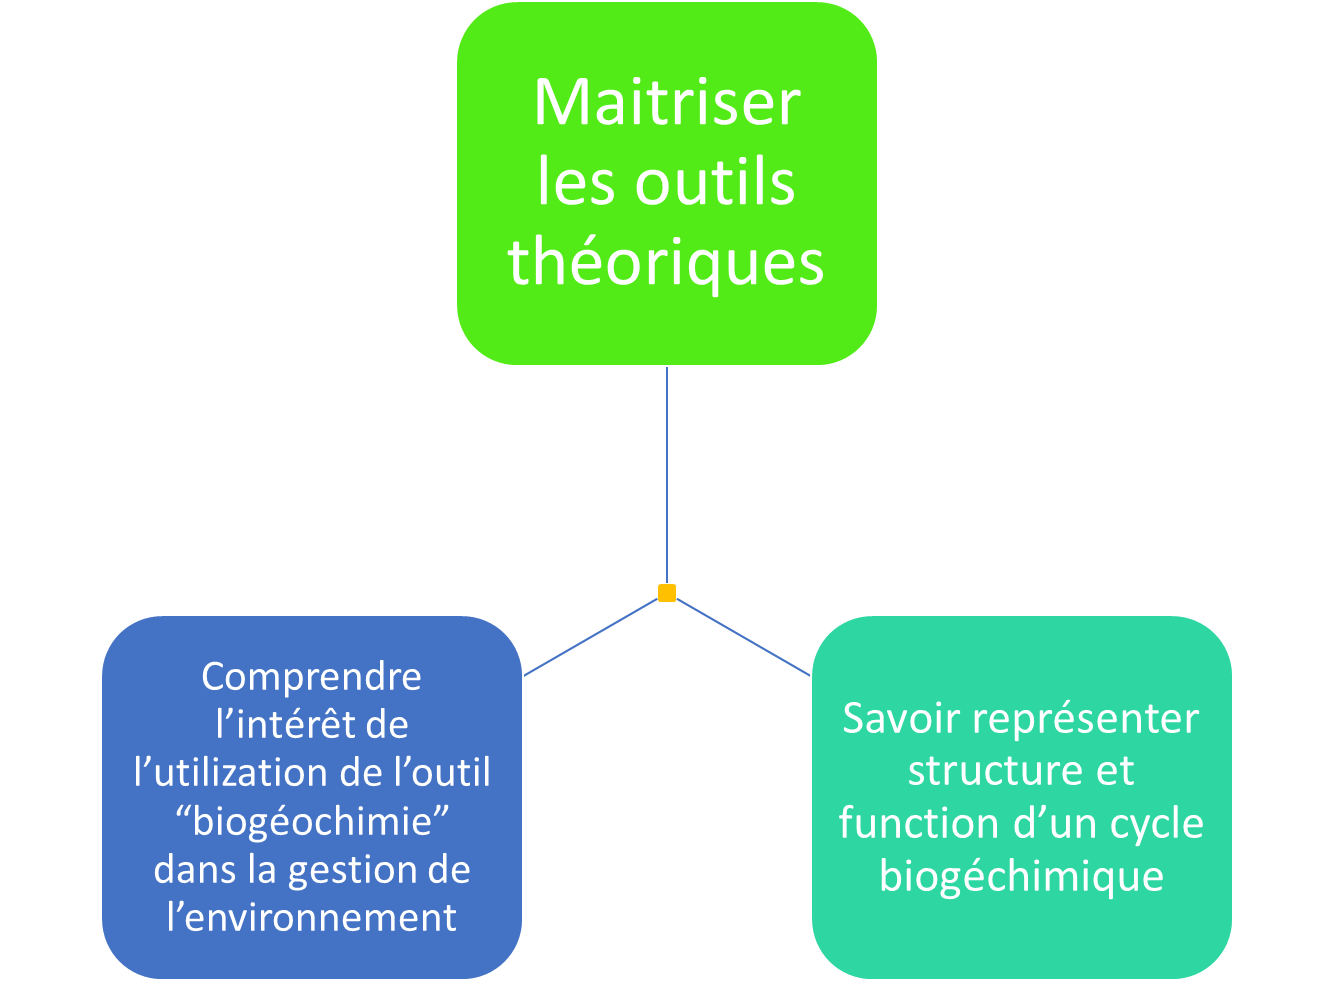 Maitriser
les outils
théoriques
Comprendre
l’intérêt de
l’utilization de l’outil
“biogéochimie”
dans la gestion de
l’environnement
Savoir représenter
structure et
function d’un cycle
biogéchimique